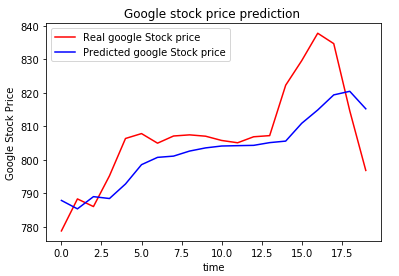 Google stock price prediction
Real google Stock price
Predicted google Stock price
Google Stock Price
840
830
820
810
800
790
780
0.0 2.5 5.0 7.5 10.0 12.5 15.0 17.5
time